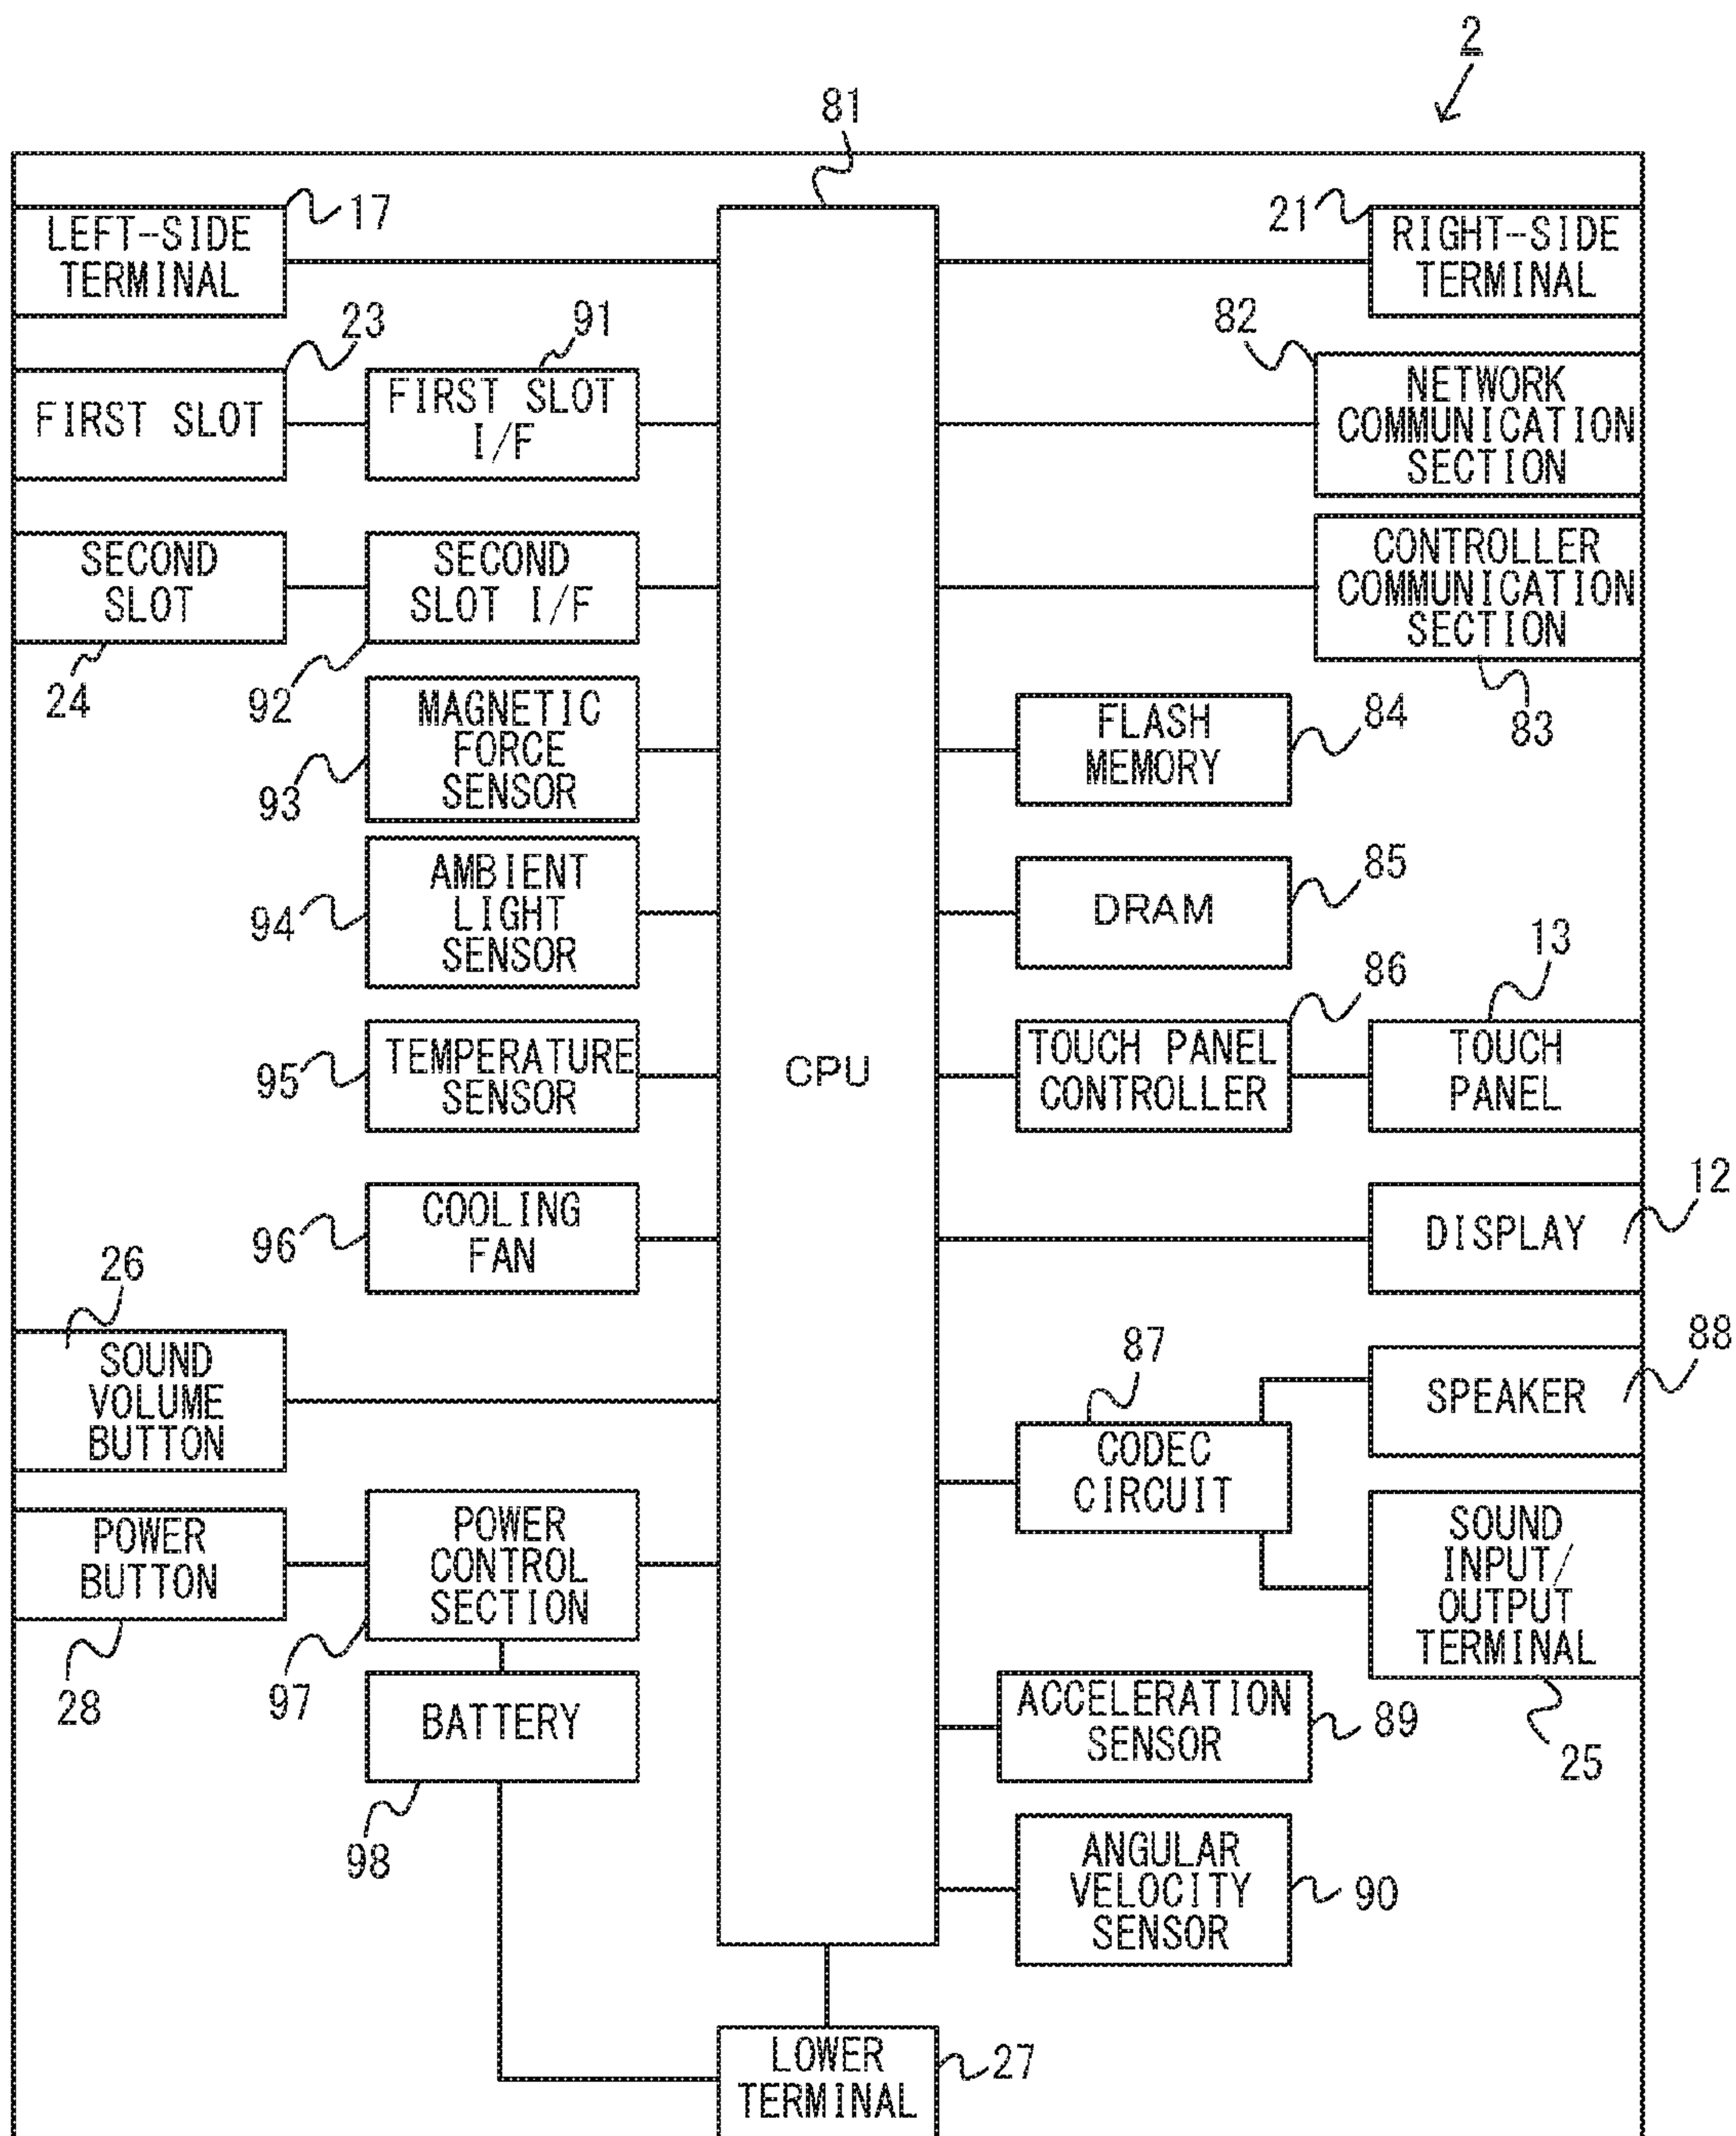 2
81
17
LEFT-SIDE
TERMINAL
21
RIGHT-SIDE
TERMINAL
23
FIRST SLOT
91
FIRST SLOT
I/F
82
NETWORK
COMMUNICATION
SECTION
SECOND
SLOT
24
SECOND
SLOT I/F
92
CONTROLLER
COMMUNICATION
SECTION
83
MAGNETIC
FORCE
SENSOR
93
FLASH
MEMORY
84
AMBIENT
LIGHT
SENSOR
94
DRAM
85
TEMPERATURE
SENSOR
95
CPU
86
TOUCH PANEL
CONTROLLER
13
TOUCH
PANEL
COOLING
FAN
96
DISPLAY
12
26
SOUND
VOLUME
BUTTON
87
CODEC
CIRCUIT
SPEAKER
88
POWER
BUTTON
28
POWER
CONTROL
SECTION
97
SOUND
INPUT/
OUTPUT
TERMINAL
25
BATTERY
98
ACCELERATION
SENSOR
89
ANGULAR
VELOCITY
SENSOR
90
LOWER
TERMINAL
27